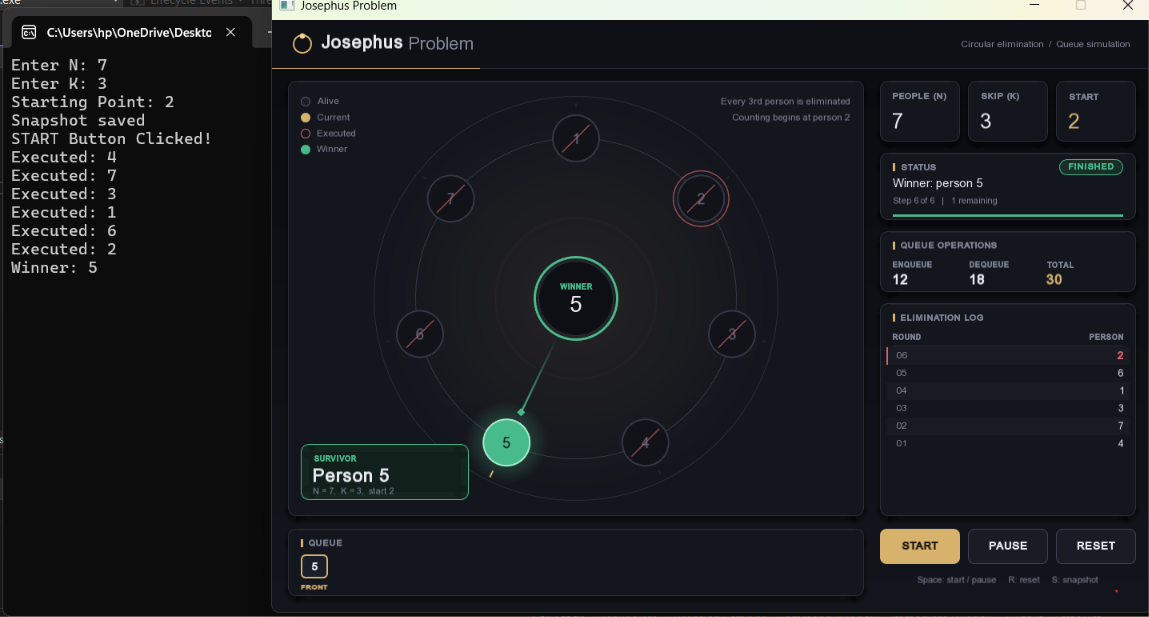 .exe
Lifecycle Events
C:\Users\hp\OneDrive\Deskto
Enter N: 7
Enter K: 3
Starting Point: 2
Snapshot saved
START Button Clicked!
Executed: 4
Executed: 7
Executed: 3
Executed: 1
Executed: 6
Executed: 2
Winner: 5
Josephus Problem
Josephus Problem
Circular elimination / Queue simulation
Alive
Current
Executed
Winner
Every 3rd person is eliminated
Counting begins at person 2
1
7
2
WINNER
5
6
3
5
4
SURVIVOR
Person 5
N = 7, K = 3, start 2
QUEUE
5
FRONT
PEOPLE (N)
7
SKIP (K)
3
START
2
STATUS
FINISHED
Winner: person 5
Step 6 of 6 | 1 remaining
QUEUE OPERATIONS
ENQUEUE DEQUEUE TOTAL
12 18 30
ELIMINATION LOG
ROUND PERSON
06 2
05 6
04 1
03 3
02 7
01 4
START
PAUSE
RESET
Space: start / pause R: reset S: snapshot